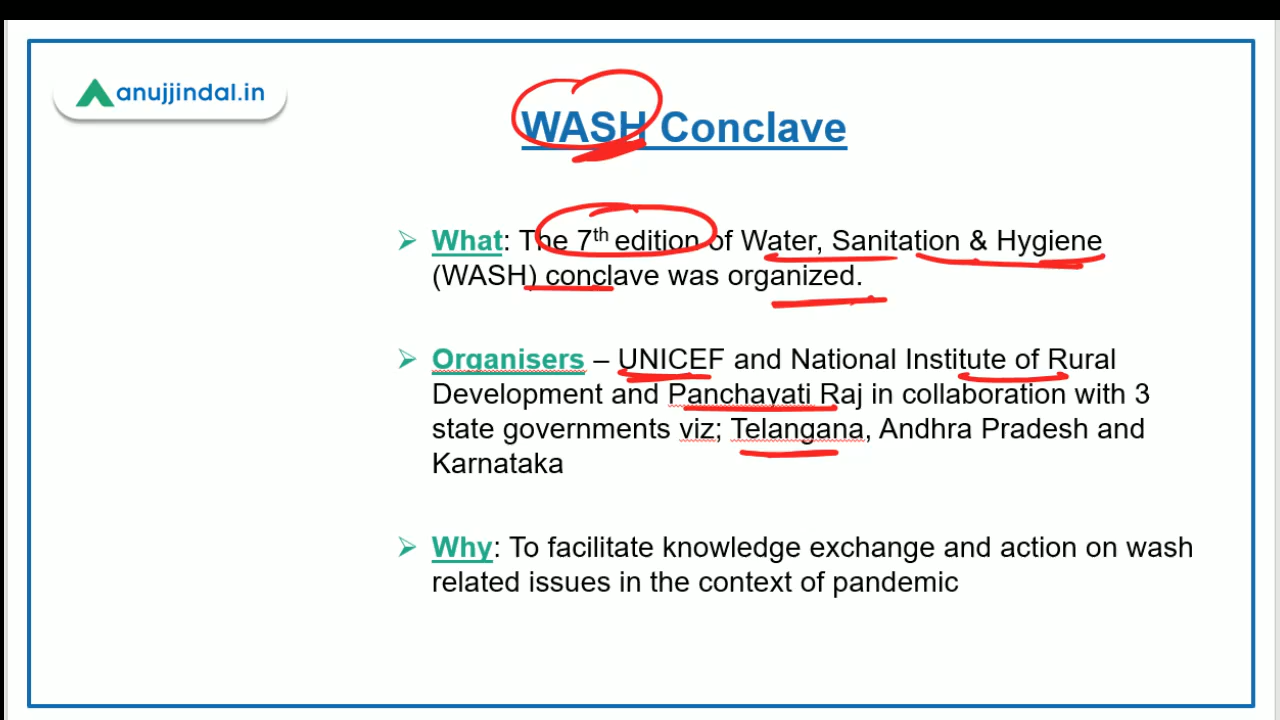 anujjindal.in
WASH Conclave
What: The 7th edition of Water, Sanitation & Hygiene
(WASH) conclave was organized.
Organisers – UNICEF and National Institute of Rural
Development and Panchayati Raj in collaboration with 3
state governments viz; Telangana, Andhra Pradesh and
Karnataka
Why: To facilitate knowledge exchange and action on wash
related issues in the context of pandemic